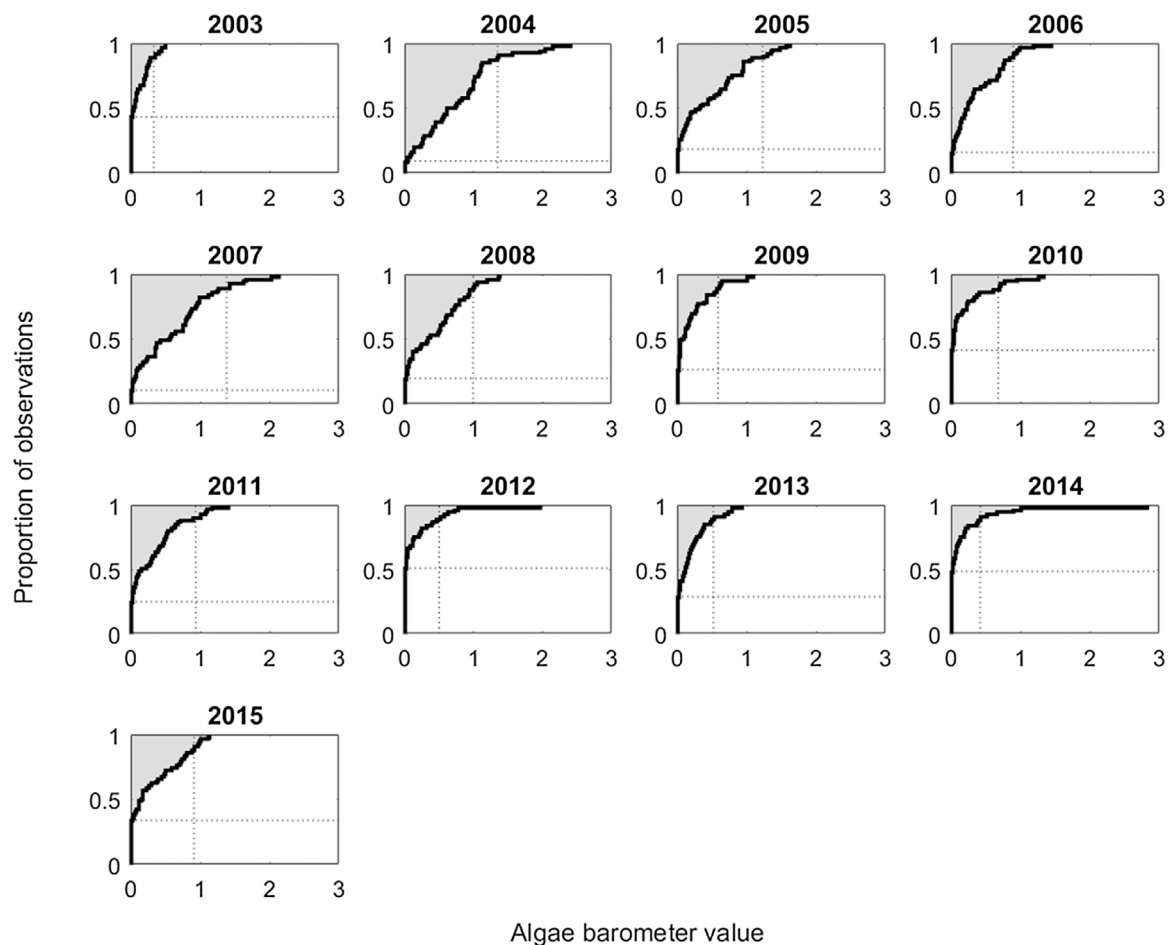 2003 2004 2005 2006
1 1 1 1
0.5 0.5 0.5 0.5
0 0 0 0
0 1 2 3 0 1 2 3 0 1 2 3 0 1 2 3
2007 2008 2009 2010
1 1 1 1
0.5 0.5 0.5 0.5
0 0 0 0
0 1 2 3 0 1 2 3 0 1 2 3 0 1 2 3
Proportion of observations
2011 2012 2013 2014
1 1 1 1
0.5 0.5 0.5 0.5
0 0 0 0
0 1 2 3 0 1 2 3 0 1 2 3 0 1 2 3
2015
1
0.5
0
0 1 2 3
Algae barometer value